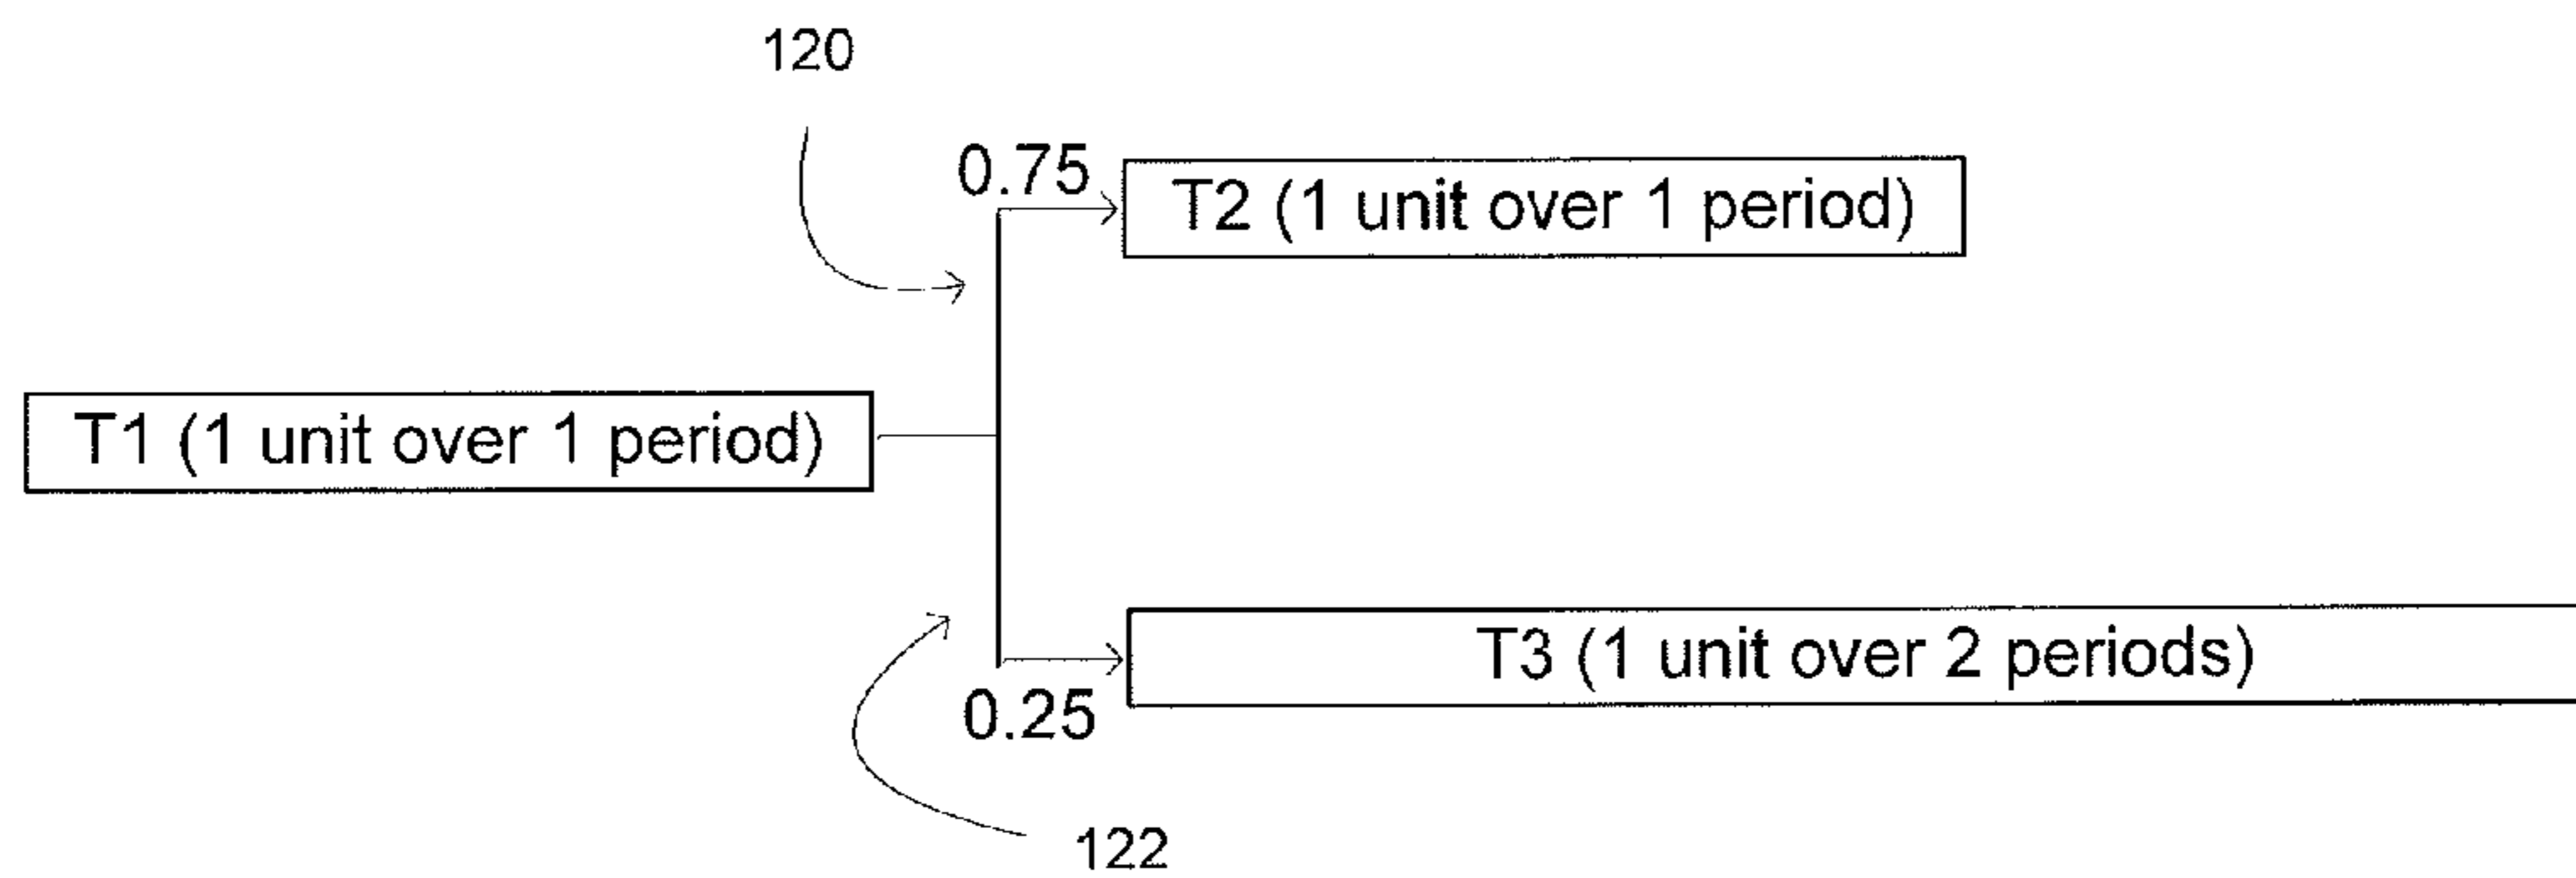 120
0.75
T2 (1 unit over 1 period)
T1 (1 unit over 1 period)
T3 (1 unit over 2 periods)
0.25
122